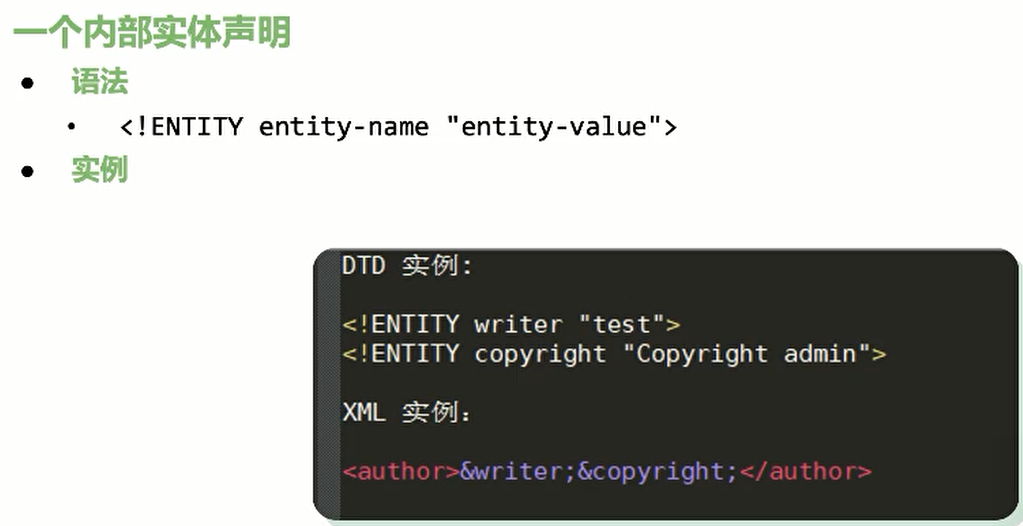 一个内部实体声明
语法
<!ENTITY entity-name "entity-value">
实例
DTD 实例:
<!ENTITY writer "test">
<!ENTITY copyright "Copyright admin">
XML 实例：
<author>&writer;&copyright;</author>